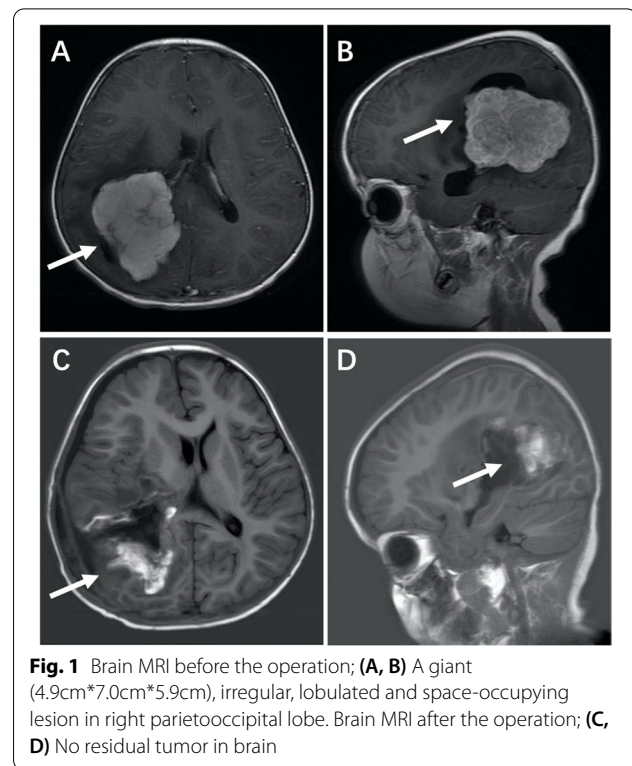 A
B
C
D
Fig. 1 Brain MRI before the operation; (A, B) A giant
(4.9cm*7.0cm*5.9cm), irregular, lobulated and space-occupying
lesion in right parietooccipital lobe. Brain MRI after the operation; (C,
D) No residual tumor in brain